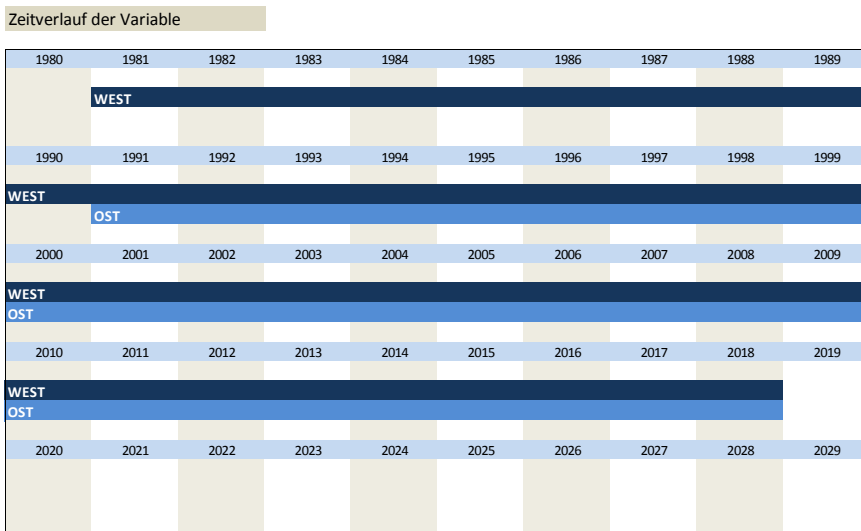 Zeitverlauf der Variable
1980 1981 1982 1983 1984 1985 1986 1987 1988 1989
WEST
1990 1991 1992 1993 1994 1995 1996 1997 1998 1999
WEST
OST
2000 2001 2002 2003 2004 2005 2006 2007 2008 2009
WEST
OST
2010 2011 2012 2013 2014 2015 2016 2017 2018 2019
WEST
OST
2020 2021 2022 2023 2024 2025 2026 2027 2028 2029